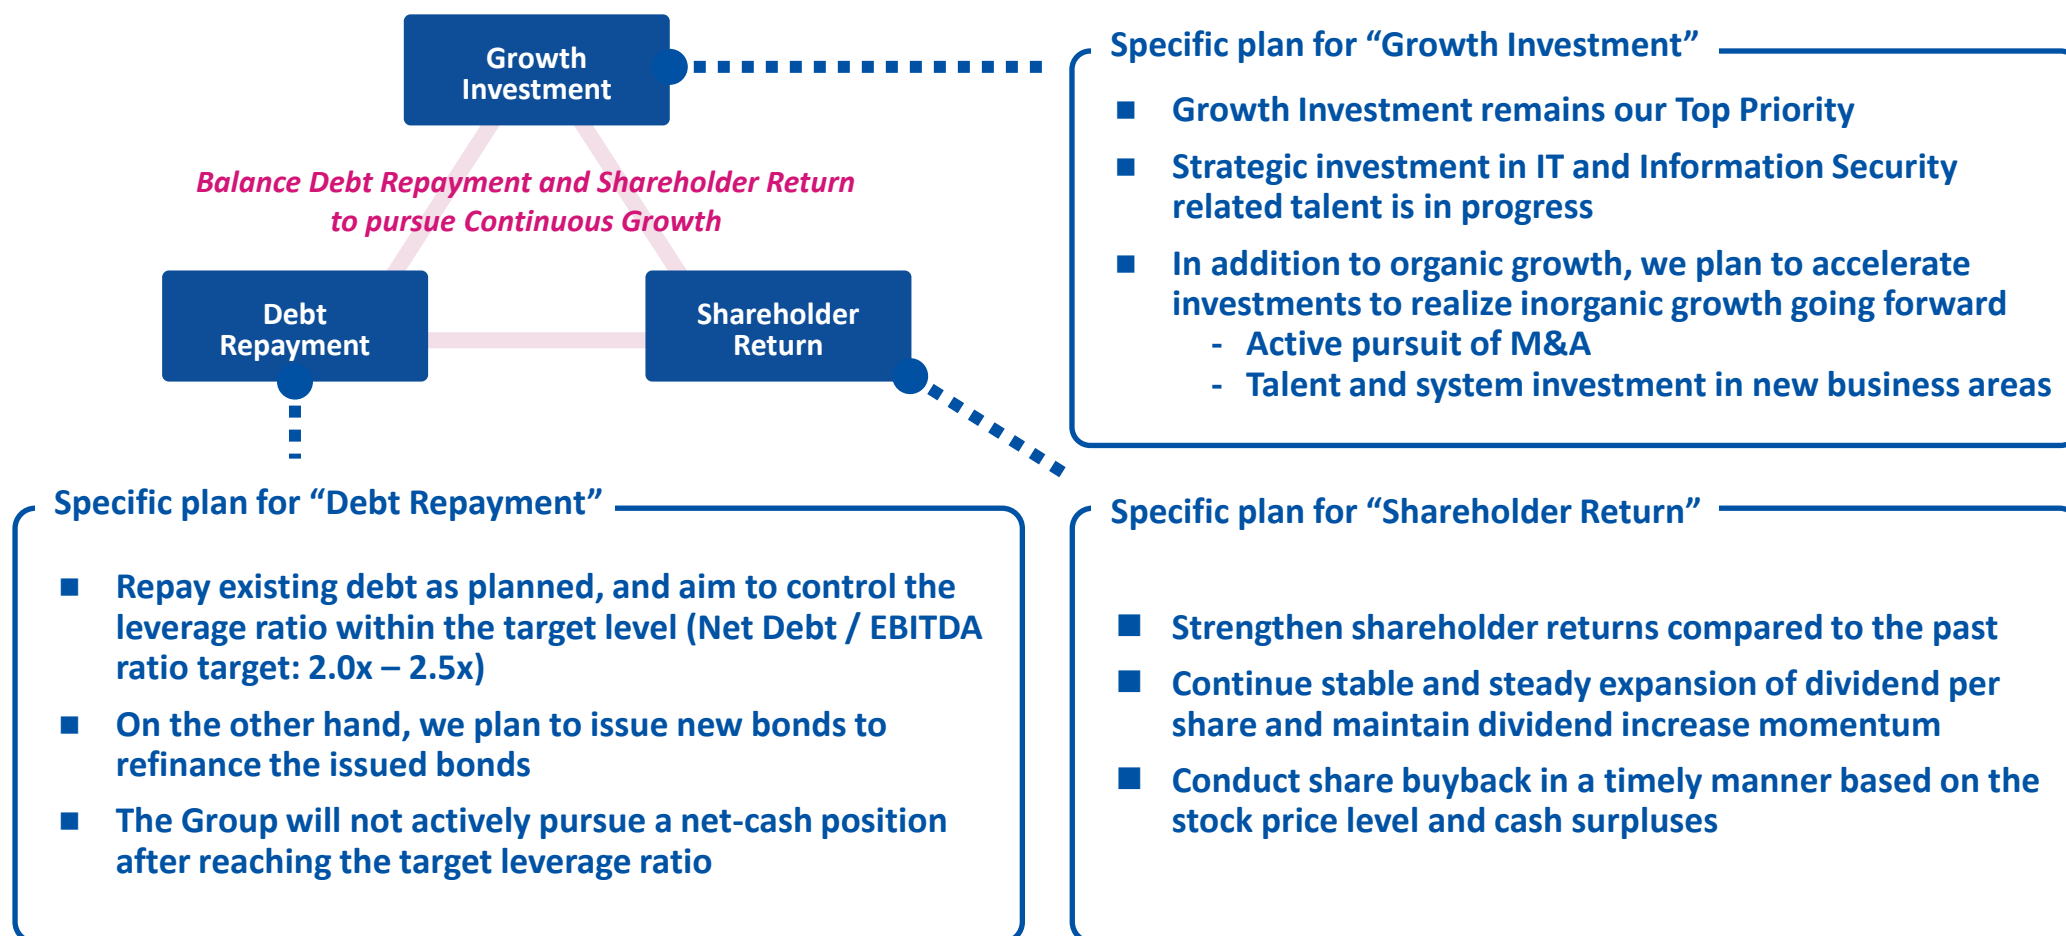 Growth
Investment
Balance Debt Repayment and Shareholder Return
to pursue Continuous Growth
Debt
Repayment
Shareholder
Return
Specific plan for “Growth Investment”
■ Growth Investment remains our Top Priority
■ Strategic investment in IT and Information Security
related talent is in progress
■ In addition to organic growth, we plan to accelerate
investments to realize inorganic growth going forward
- Active pursuit of M&A
- Talent and system investment in new business areas
Specific plan for “Debt Repayment”
■ Repay existing debt as planned, and aim to control the
leverage ratio within the target level (Net Debt / EBITDA
ratio target: 2.0x – 2.5x)
■ On the other hand, we plan to issue new bonds to
refinance the issued bonds
■ The Group will not actively pursue a net-cash position
after reaching the target leverage ratio
Specific plan for “Shareholder Return”
■ Strengthen shareholder returns compared to the past
■ Continue stable and steady expansion of dividend per
share and maintain dividend increase momentum
■ Conduct share buyback in a timely manner based on the
stock price level and cash surpluses